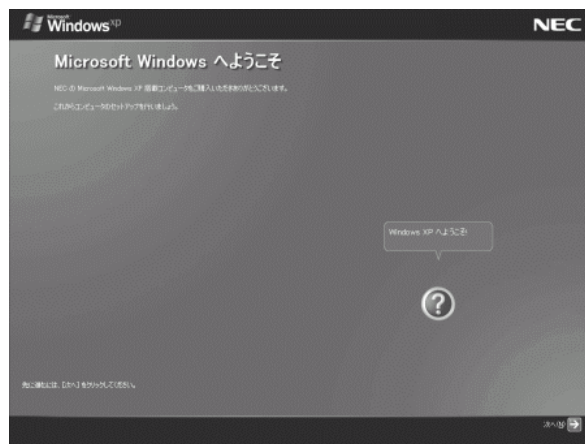 Microsoft
Windows xp
NEC
Microsoft Windows へようこそ
NEC の Microsoft Windows XP 搭載コンピュータをご購入いただきありがとうございます。
これからコンピュータのセットアップを行いましょう。
Windows XP へようこそ
先に進むには、[次へ] をクリックしてください。
次へ(N)